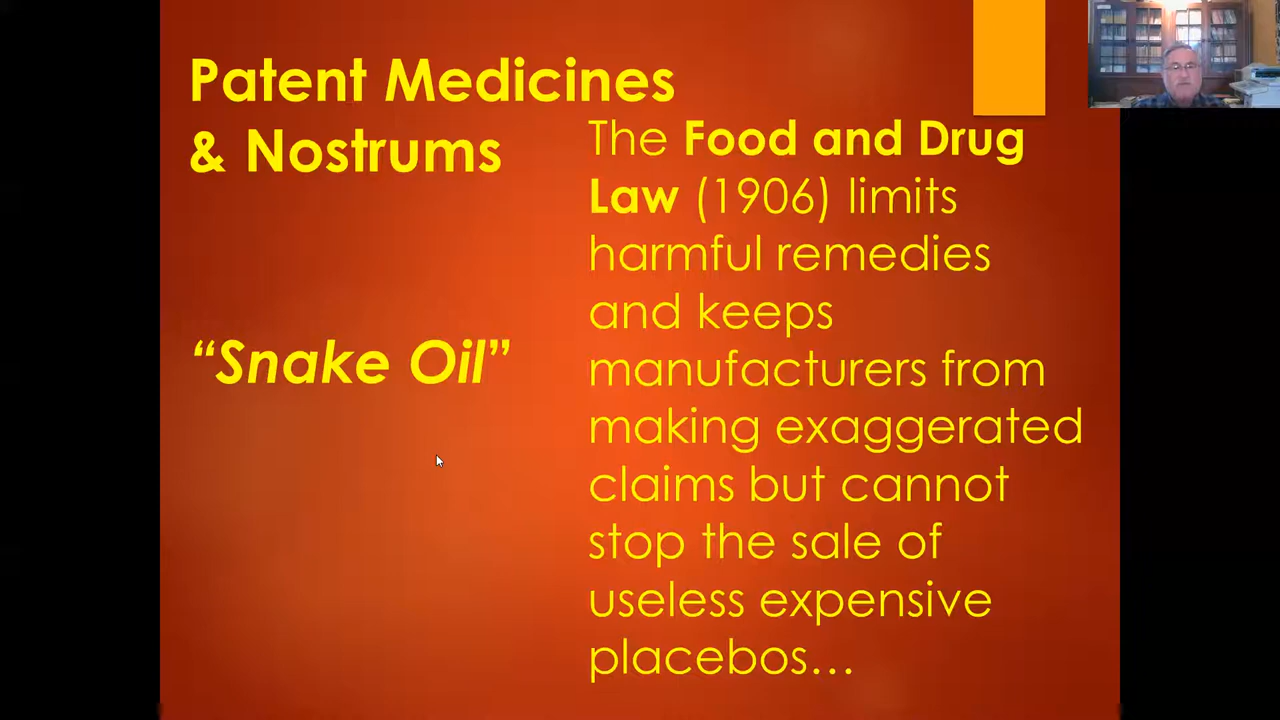 Patent Medicines
& Nostrums
“Snake Oil”
The Food and Drug
Law (1906) limits
harmful remedies
and keeps
manufacturers from
making exaggerated
claims but cannot
stop the sale of
useless expensive
placebos…